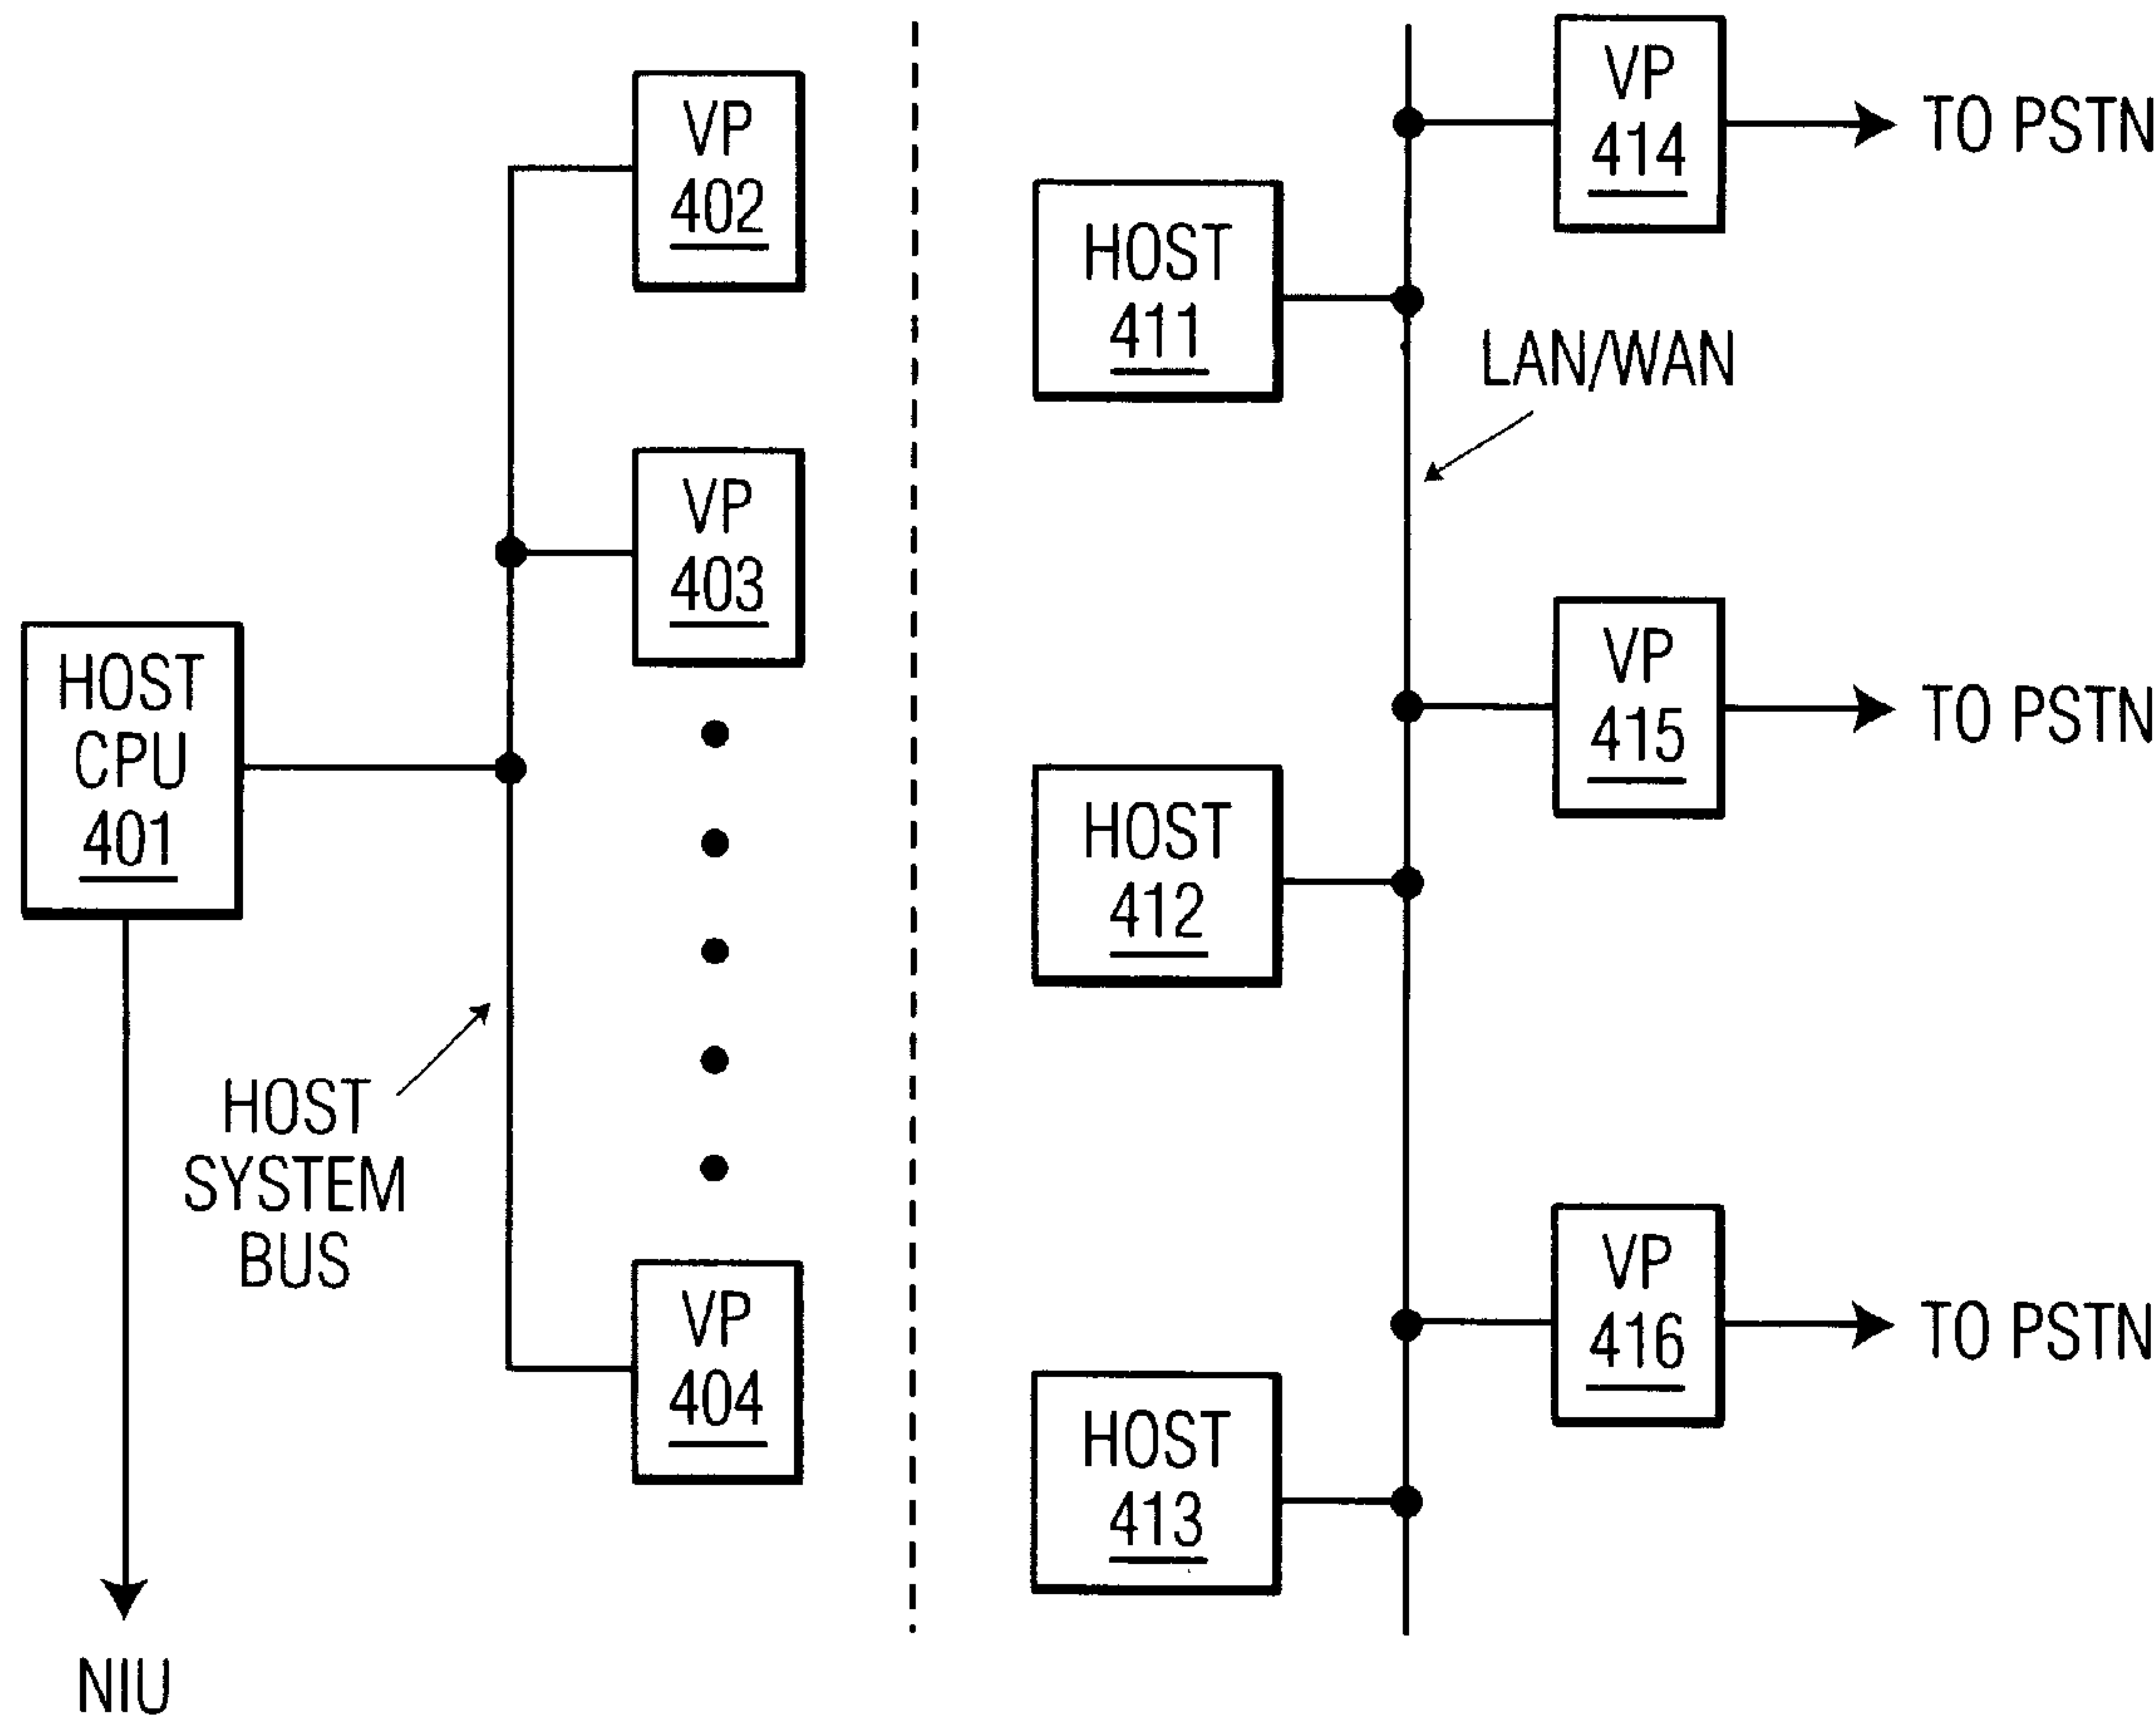 VP
402
VP
403
HOST
CPU
401
HOST
SYSTEM
BUS
VP
404
NIU
VP
414
TO PSTN
HOST
411
LAN/WAN
VP
415
TO PSTN
HOST
412
VP
416
TO PSTN
HOST
413